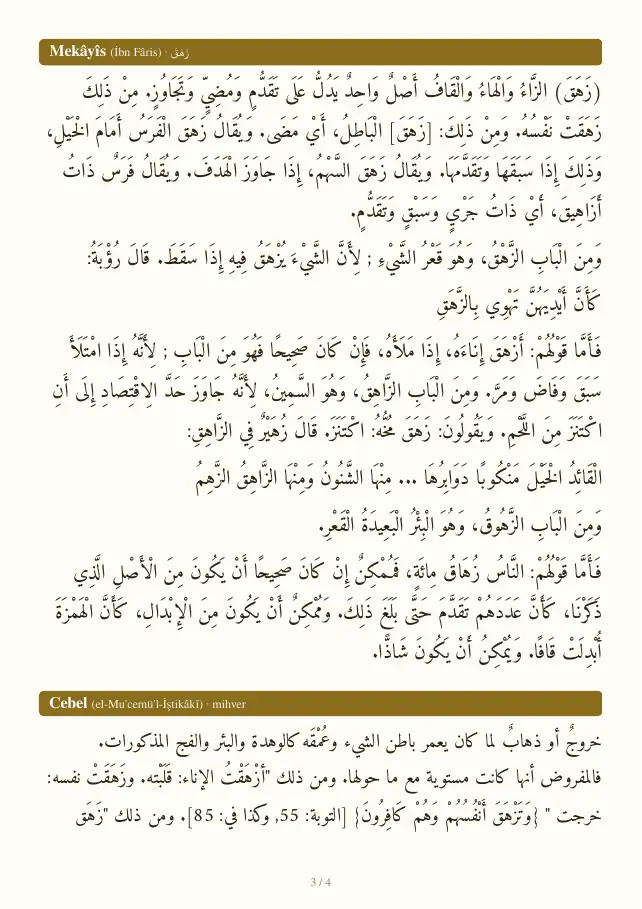 Mekâyîs (İbn Fâris) · زَهَقَ
(زَهَقَ) الزَّاءُ وَالْهَاءُ وَالْقَافُ أَصْلٌ وَاحِدٌ يَدُلُّ عَلَى تَقَدُّمٍ وَمُضِيٍّ وَتَجَاوُزٍ. مِنْ ذَلِكَ
زَهَقَتْ نَفْسُهُ. وَمِنْ ذَلِكَ: [زَهَقَ] الْبَاطِلُ، أَيْ مَضَى. وَيُقَالُ زَهَقَ الْفَرَسُ أَمَامَ الْخَيْلِ،
وَذَلِكَ إِذَا سَبَقَهَا وَتَقَدَّمَهَا. وَيُقَالُ زَهَقَ السَّهْمُ، إِذَا جَاوَزَ الْهَدَفَ. وَيُقَالُ فَرَسٌ ذَاتُ
أَزَاهِيقَ، أَيْ ذَاتُ جَرْيٍ وَسَبْقٍ وَتَقَدُّمٍ.
وَمِنَ الْبَابِ الزَّهْقُ، وَهُوَ قَعْرُ الشَّيْءِ ; لِأَنَّ الشَّيْءَ يُزْهَقُ فِيهِ إِذَا سَقَطَ. قَالَ رُؤْبَةُ:
كَأَنَّ أَيْدِيَهُنَّ تَهْوِي بِالزَّهَقِ
فَأَمَّا قَوْلُهُمْ: أَزْهَقَ إِنَاءَهُ، إِذَا مَلَأَهُ، فَإِنْ كَانَ صَحِيحًا فَهُوَ مِنَ الْبَابِ ; لِأَنَّهُ إِذَا امْتَلَأَ
سَبَقَ وَفَاضَ وَمَرَّ. وَمِنَ الْبَابِ الزَّاهِقُ، وَهُوَ السَّمِينُ، لِأَنَّهُ جَاوَزَ حَدَّ الِاقْتِصَادِ إِلَى أَنِ
اكْتَنَزَ مِنَ اللَّحْمِ. وَيَقُولُونَ: زَهَقَ مُخُّهُ: اكْتَنَزَ. قَالَ زُهَيْرٌ فِي الزَّاهِقِ:
الْقَائِدُ الْخَيْلَ مَنْكُوبًا دَوَابِرُهَا ... مِنْهَا الشَّنُونُ وَمِنْهَا الزَّاهِقُ الزَّهِمُ
وَمِنَ الْبَابِ الزَّهُوقُ، وَهُوَ الْبِئْرُ الْبَعِيدَةُ الْقَعْرِ.
فَأَمَّا قَوْلُهُمْ: النَّاسُ زُهَاقُ مِائَةٍ، فَمُمْكِنٌ إِنْ كَانَ صَحِيحًا أَنْ يَكُونَ مِنَ الْأَصْلِ الَّذِي
ذَكَرْنَا، كَأَنَّ عَدَدَهُمْ تَقَدَّمَ حَتَّى بَلَغَ ذَلِكَ. وَمُمْكِنٌ أَنْ يَكُونَ مِنَ الْإِبْدَالِ، كَأَنَّ الْهَمْزَةَ
أُبْدِلَتْ قَافًا. وَيُمْكِنُ أَنْ يَكُونَ شَاذًّا.
Cebel (el-Mu'cemü'l-İştikâkī) · mihver
خروجٌ أو ذهابٌ لما كان يعمر باطن الشيء وعُمْقَه كالوهدة والبئر والفج المذكورات.
فالمفروض أنها كانت مستوية مع ما حولها. ومن ذلك "أزْهَقْتُ الإناء: قَلَبْته. وزَهَقَتْ نفسه:
خرجت " {وَتَزْهَقَ أَنْفُسُهُمْ وَهُمْ كَافِرُونَ} [التوبة: 55, وكذا في: 85]. ومن ذلك "زَهَق
3 / 4